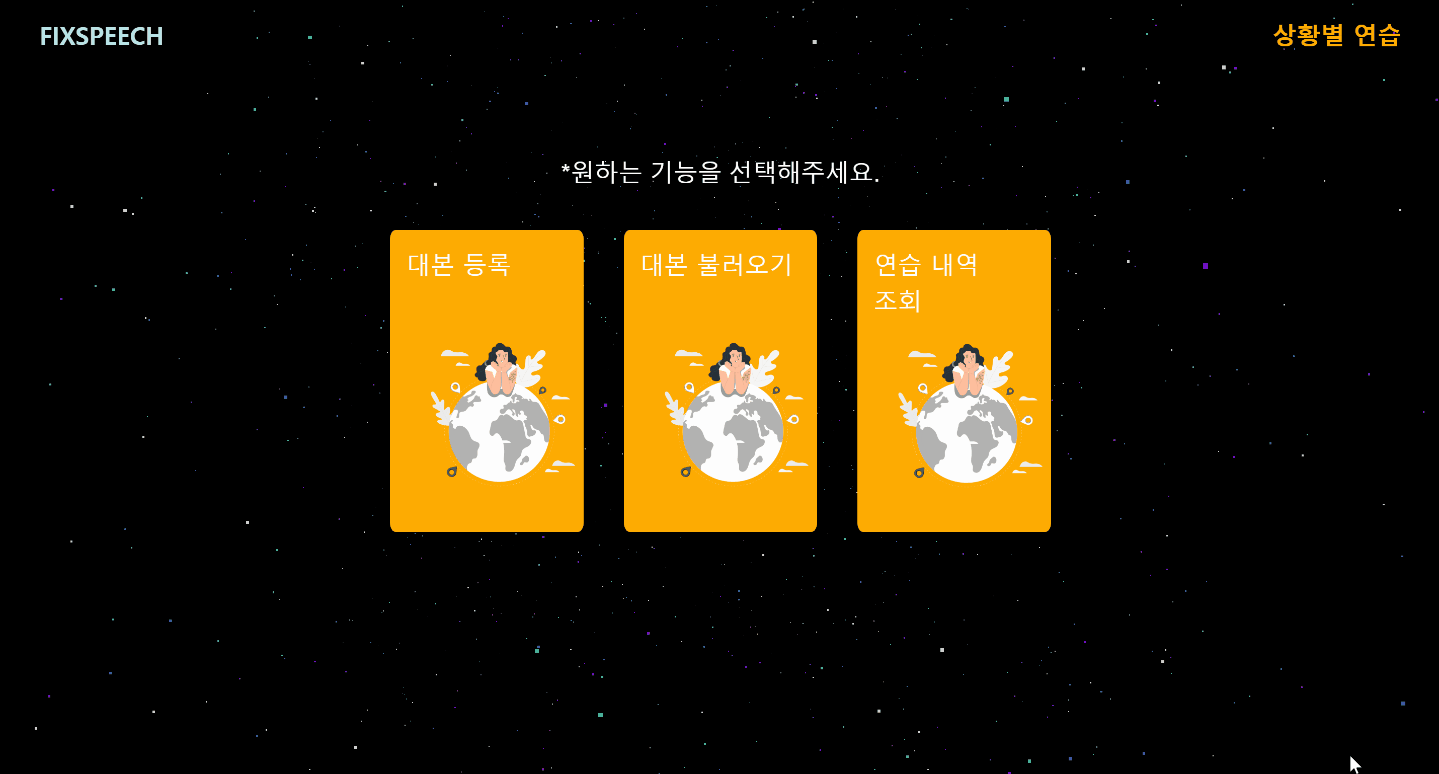 FIXSPEECH
상황별 연습
*원하는 기능을 선택해주세요.
대본 등록
대본 불러오기
연습 내역
조회